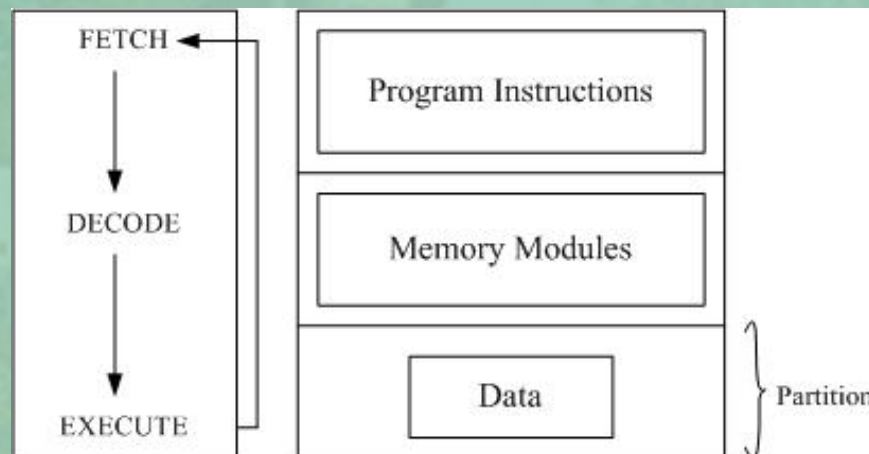 FETCH
DECODE
EXECUTE
Program Instructions
Memory Modules
Data
Partition